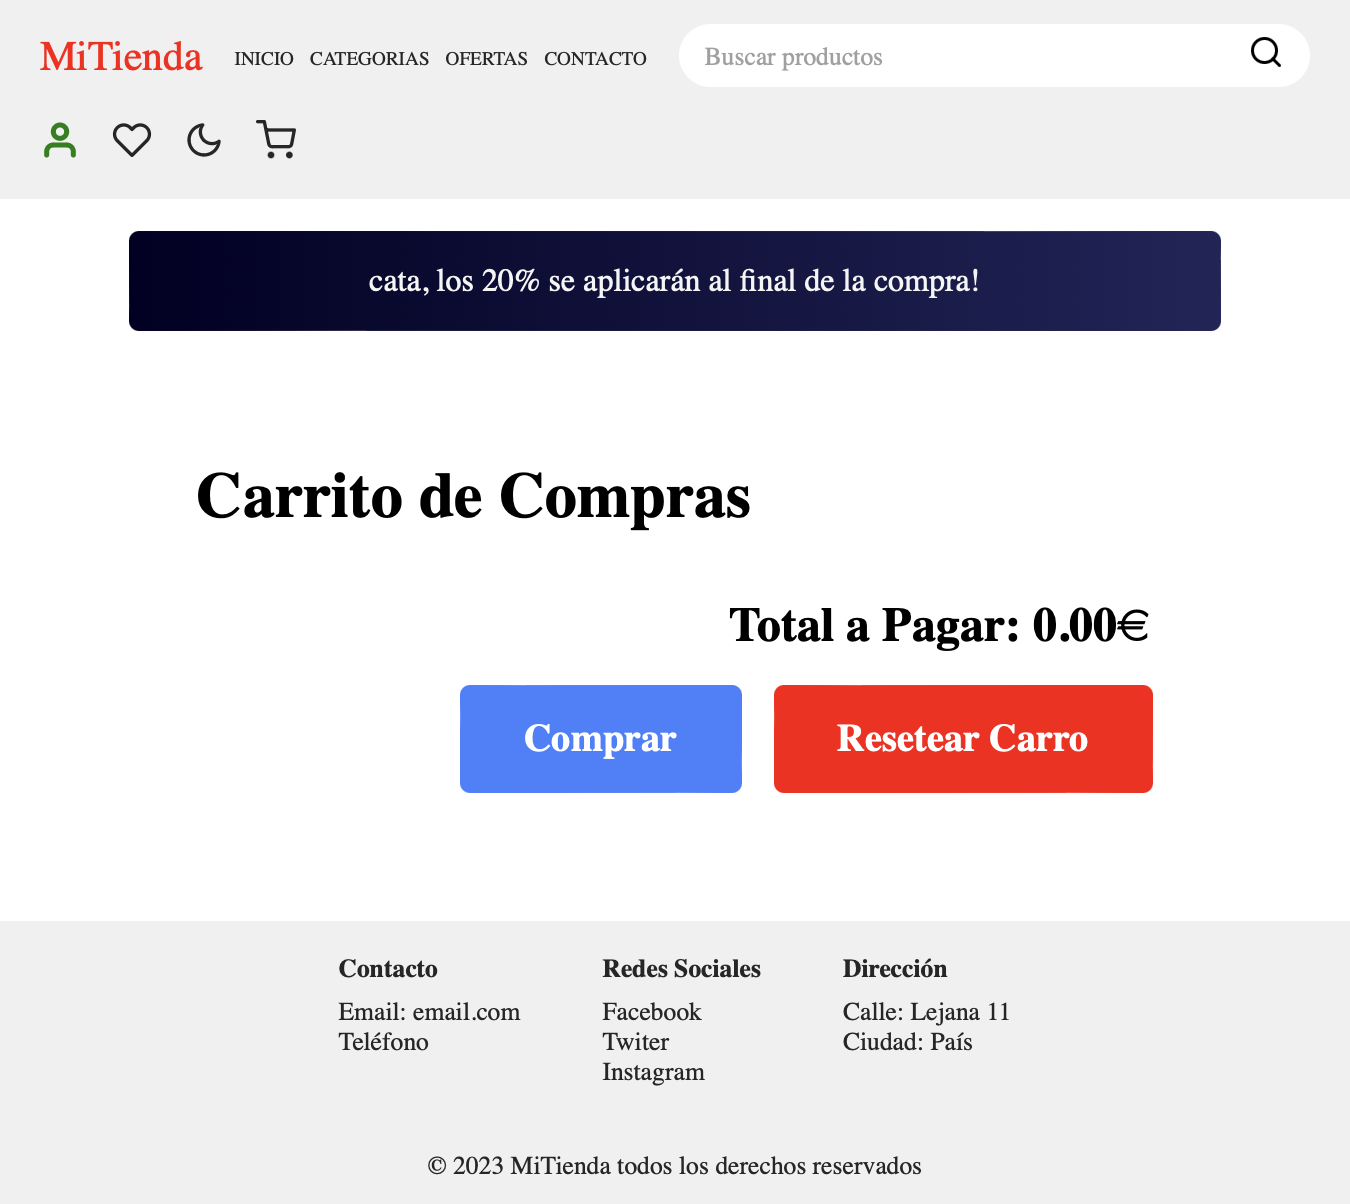 MiTienda INICIO CATEGORIAS OFERTAS CONTACTO Buscar productos
cata, los 20% se aplicarán al final de la compra!
Carrito de Compras
Total a Pagar: 0.00€
Comprar Resetear Carro
Contacto
Email: email.com
Teléfono
Redes Sociales
Facebook
Twiter
Instagram
Dirección
Calle: Lejana 11
Ciudad: País
© 2023 MiTienda todos los derechos reservados